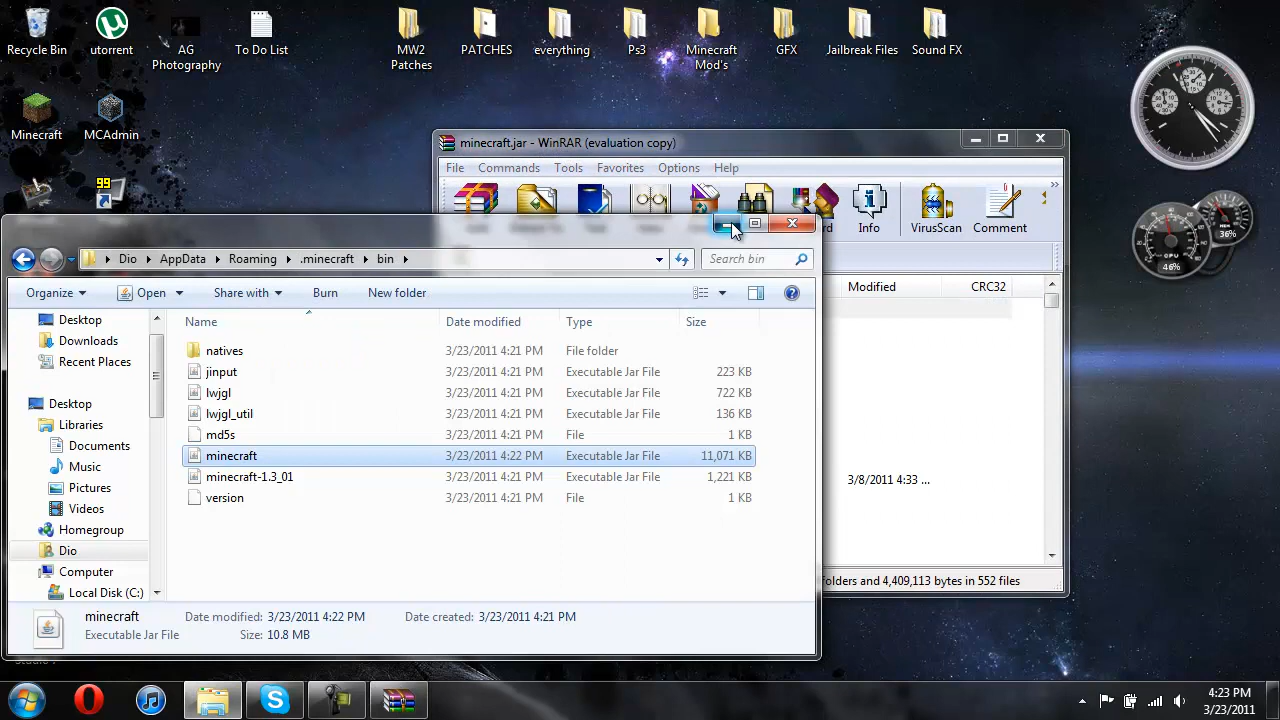 Recycle Bin
utorrent
AG
Photography
To Do List
MW2
Patches
PATCHES
everything
Ps3
Minecraft
Mod's
GFX
Jailbreak Files
Sound FX
Minecraft
MCAdmin
99
minecraft.jar - WinRAR (evaluation copy)
File Commands Tools Favorites Options Help
Info
VirusScan
Comment
Modified CRC32
3/8/2011 4:33 ...
olders and 4,409,113 bytes in 552 files
Dio AppData Roaming .minecraft bin
Search bin
Organize Open Share with Burn New folder
Desktop
Downloads
Recent Places
Desktop
Libraries
Documents
Music
Pictures
Videos
Homegroup
Dio
Computer
Local Disk (C:)
Name Date modified Type Size
natives 3/23/2011 4:21 PM File folder
jinput 3/23/2011 4:21 PM Executable Jar File 223 KB
lwjgl 3/23/2011 4:21 PM Executable Jar File 722 KB
lwjgl_util 3/23/2011 4:21 PM Executable Jar File 136 KB
md5s 3/23/2011 4:21 PM File 1 KB
minecraft 3/23/2011 4:22 PM Executable Jar File 11,071 KB
minecraft-1.3_01 3/23/2011 4:21 PM Executable Jar File 1,221 KB
version 3/23/2011 4:21 PM File 1 KB
minecraft Date modified: 3/23/2011 4:22 PM Date created: 3/23/2011 4:21 PM
Executable Jar File Size: 10.8 MB
36%
CPU
46%
4:23 PM
3/23/2011